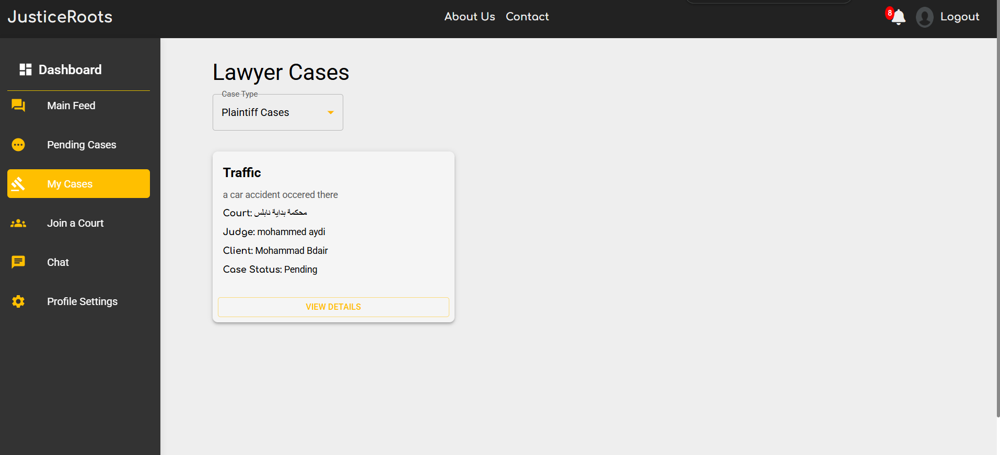 JusticeRoots
About Us
Contact
8
Logout
Dashboard
Main Feed
Pending Cases
My Cases
Join a Court
Chat
Profile Settings
Lawyer Cases
Case Type
Plaintiff Cases
Traffic
a car accident occered there
Court: محكمة بداية نابلس
Judge: mohammed aydi
Client: Mohammad Bdair
Case Status: Pending
VIEW DETAILS